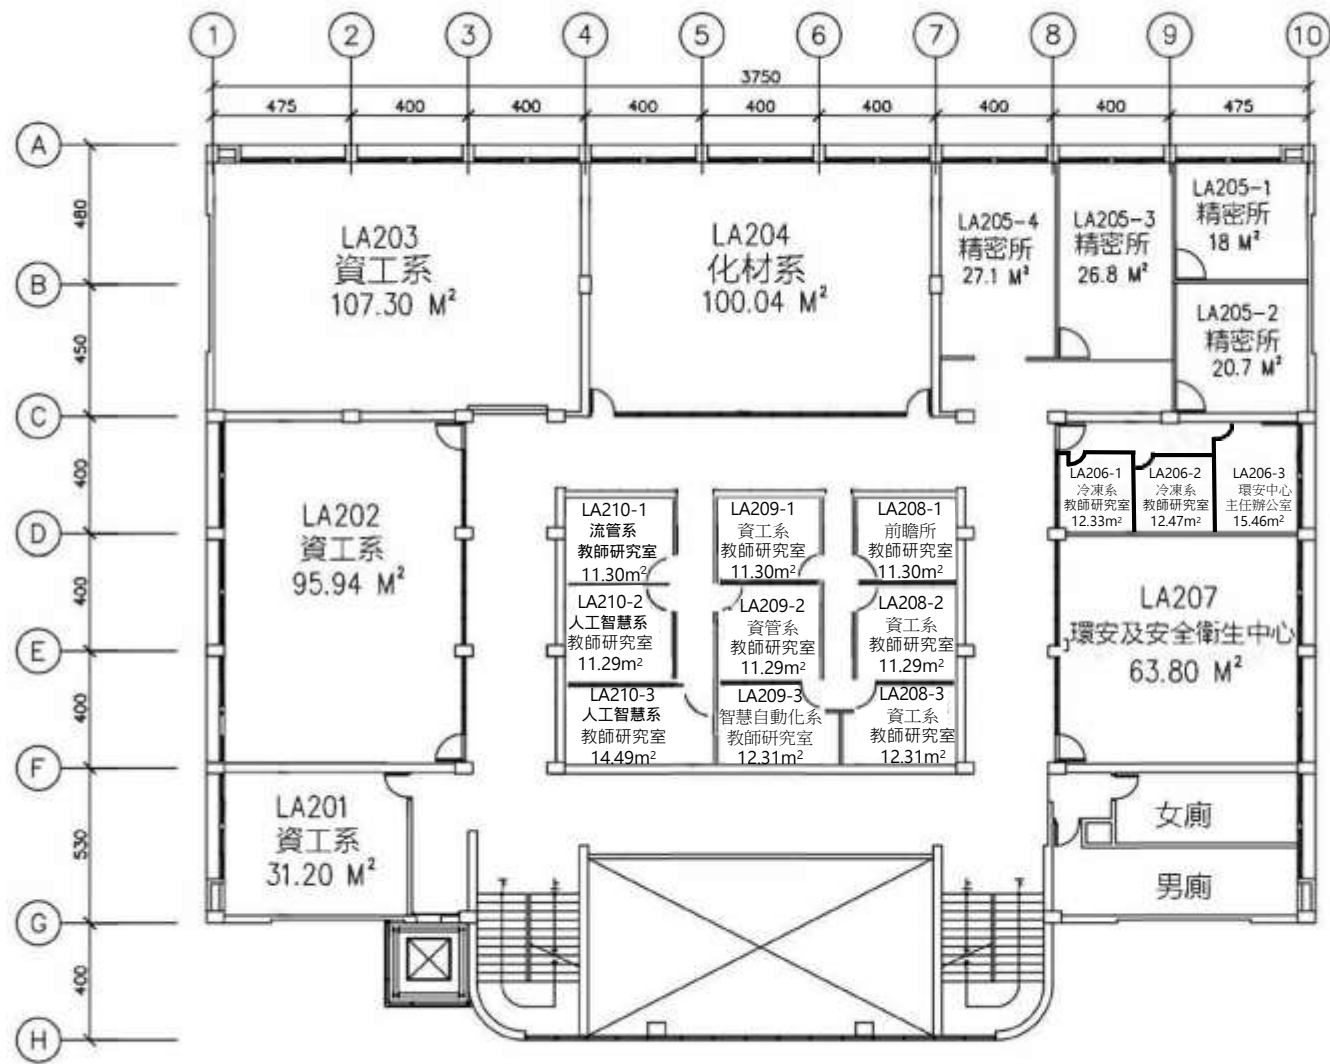 1 2 3 4 5 6 7 8 9 10
3750
475 400 400 400 400 400 400 400 475
A
B
C
D
E
F
G
H
480
450
400
400
400
530
400
LA203
資工系
107.30 M²
LA204
化材系
100.04 M²
LA205-4
精密所
27.1 M²
LA205-3
精密所
26.8 M²
LA205-1
精密所
18 M²
LA205-2
精密所
20.7 M²
LA202
資工系
95.94 M²
LA210-1
流管系
教師研究室
11.30m²
LA210-2
人工智慧系
教師研究室
11.29m²
LA210-3
人工智慧系
教師研究室
14.49m²
LA209-1
資工系
教師研究室
11.30m²
LA209-2
資管系
教師研究室
11.29m²
LA209-3
智慧自動化系
教師研究室
12.31m²
LA208-1
前瞻所
教師研究室
11.30m²
LA208-2
資工系
教師研究室
11.29m²
LA208-3
資工系
教師研究室
12.31m²
LA206-1
冷凍系
教師研究室
12.33m²
LA206-2
冷凍系
教師研究室
12.47m²
LA206-3
環安中心
主任辦公室
15.46m²
LA207
環安及安全衛生中心
63.80 M²
LA201
資工系
31.20 M²
女廁
男廁
下 上 上 下